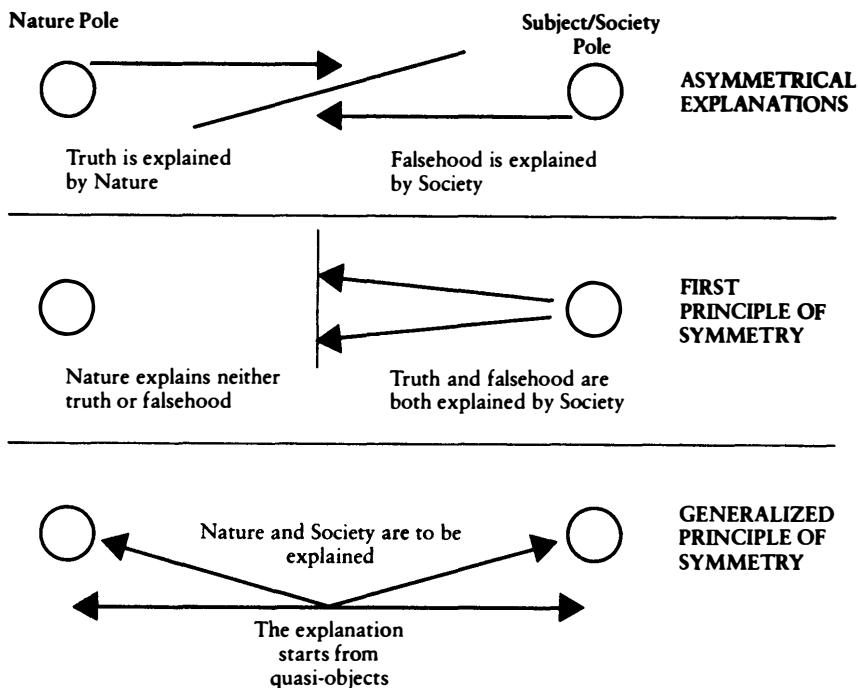 Nature Pole
Subject/Society
Pole
ASYMMETRICAL
EXPLANATIONS
Truth is explained
by Nature
Falsehood is explained
by Society
FIRST
PRINCIPLE OF
SYMMETRY
Nature explains neither
truth or falsehood
Truth and falsehood are
both explained by Society
Nature and Society are to be
explained
GENERALIZED
PRINCIPLE OF
SYMMETRY
The explanation
starts from
quasi-objects